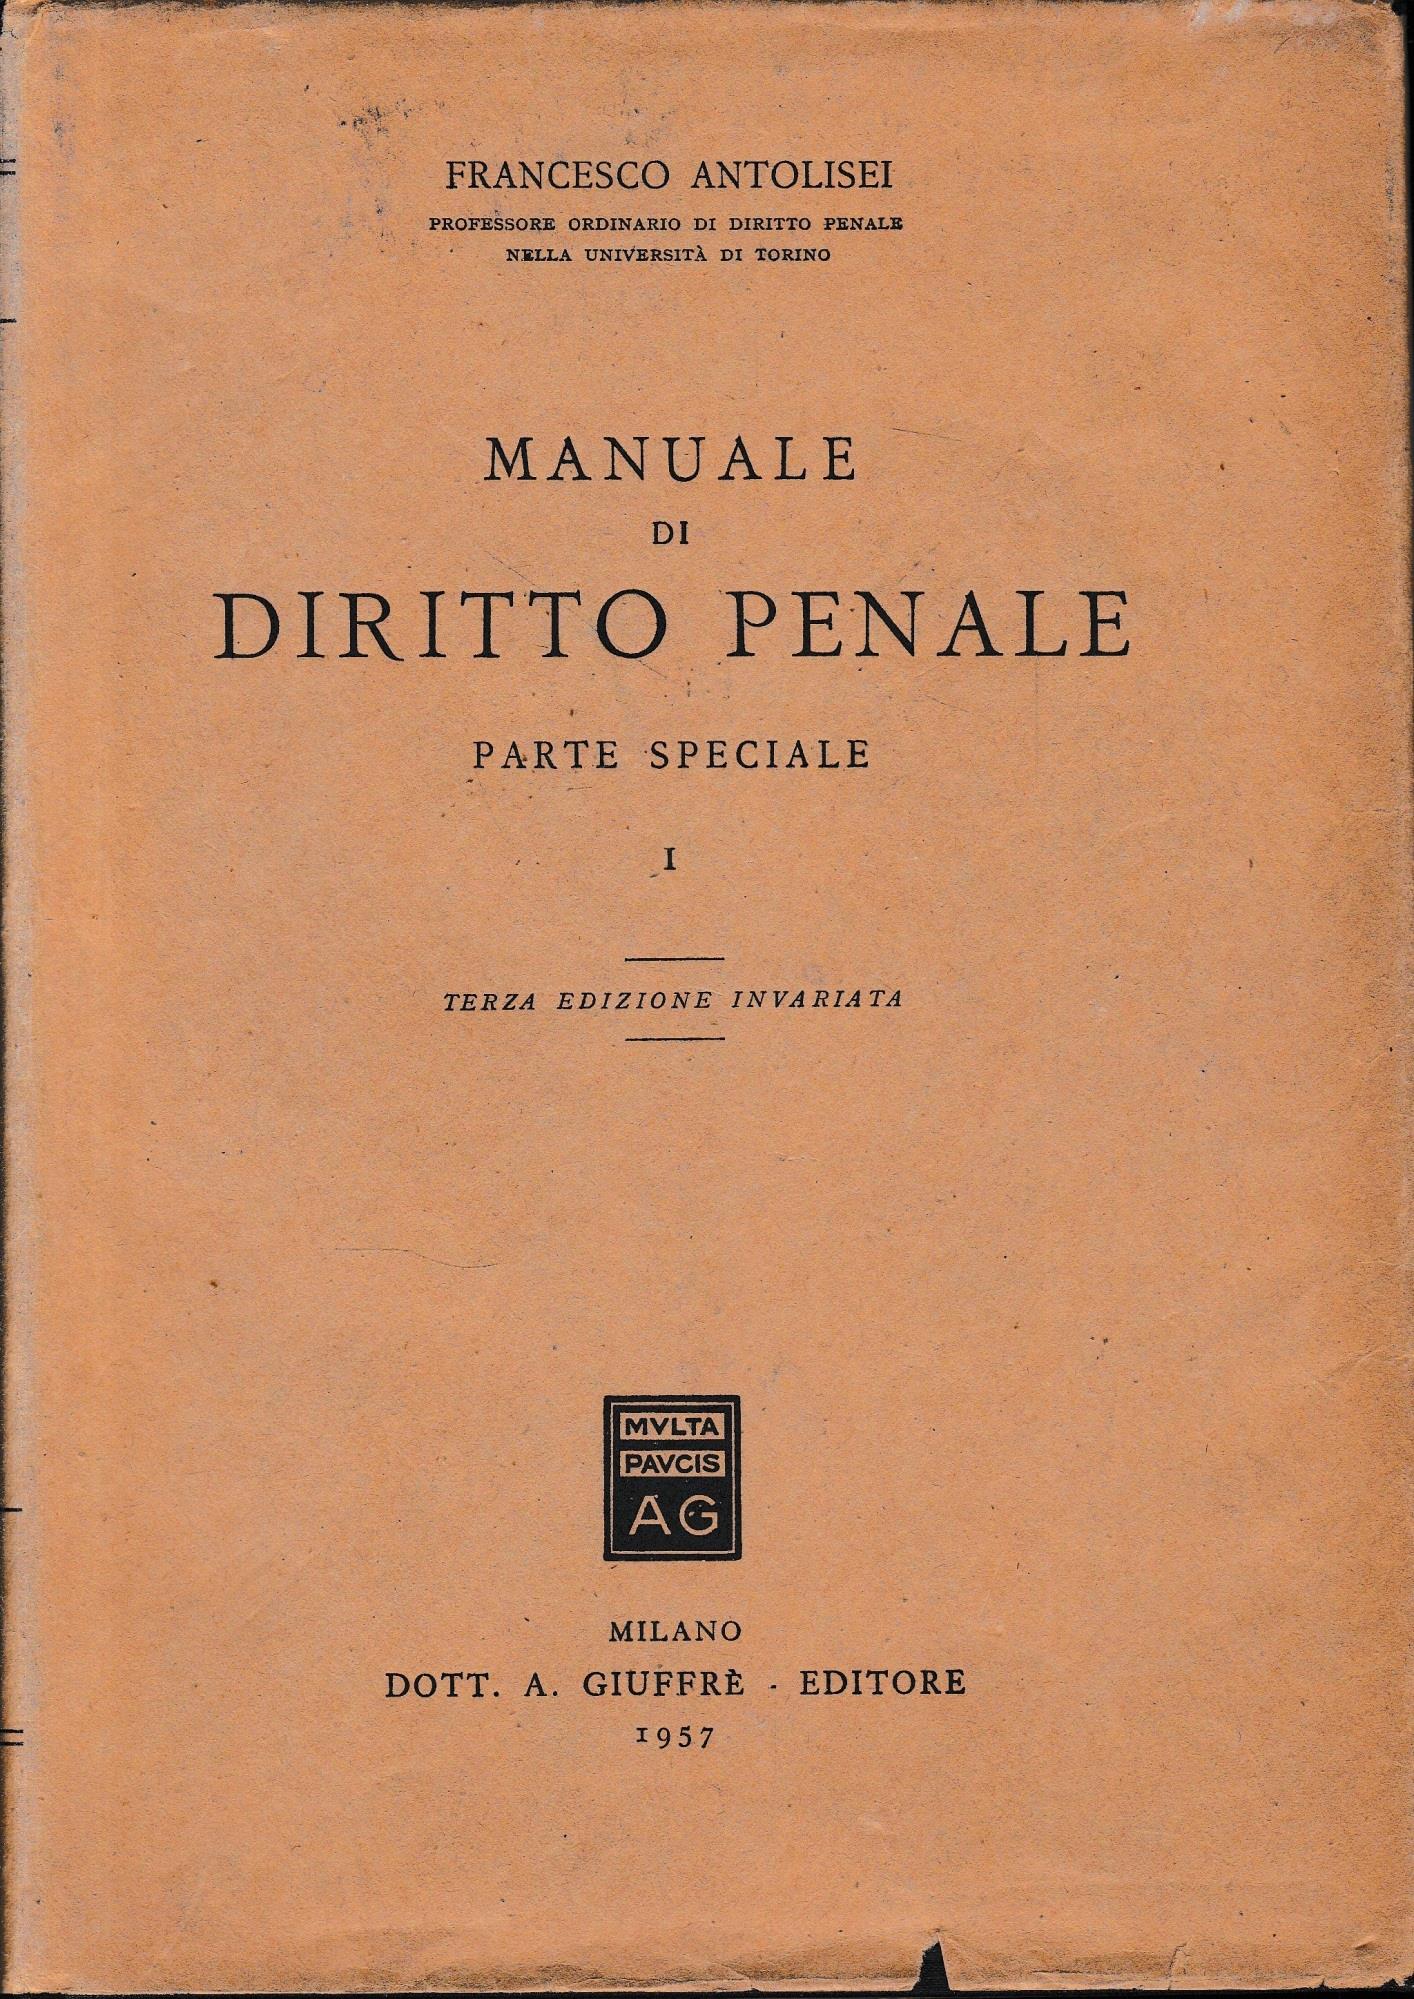 FRANCESCO ANTOLISEI
PROFESSORE ORDINARIO DI DIRITTO PENALE
NELLA UNIVERSITÀ DI TORINO
MANUALE
DI
DIRITTO PENALE
PARTE SPECIALE
I
TERZA EDIZIONE INVARIATA
MVLTA
PAVCIS
AG
MILANO
DOTT. A. GIUFFRÈ - EDITORE
1957